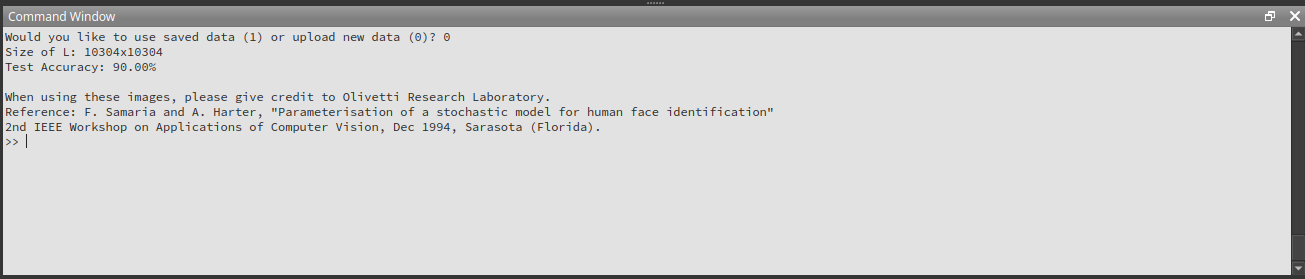 Command Window
Would you like to use saved data (1) or upload new data (0)? 0
Size of L: 10304x10304
Test Accuracy: 90.00%
When using these images, please give credit to Olivetti Research Laboratory.
Reference: F. Samaria and A. Harter, "Parameterisation of a stochastic model for human face identification"
2nd IEEE Workshop on Applications of Computer Vision, Dec 1994, Sarasota (Florida).
>>